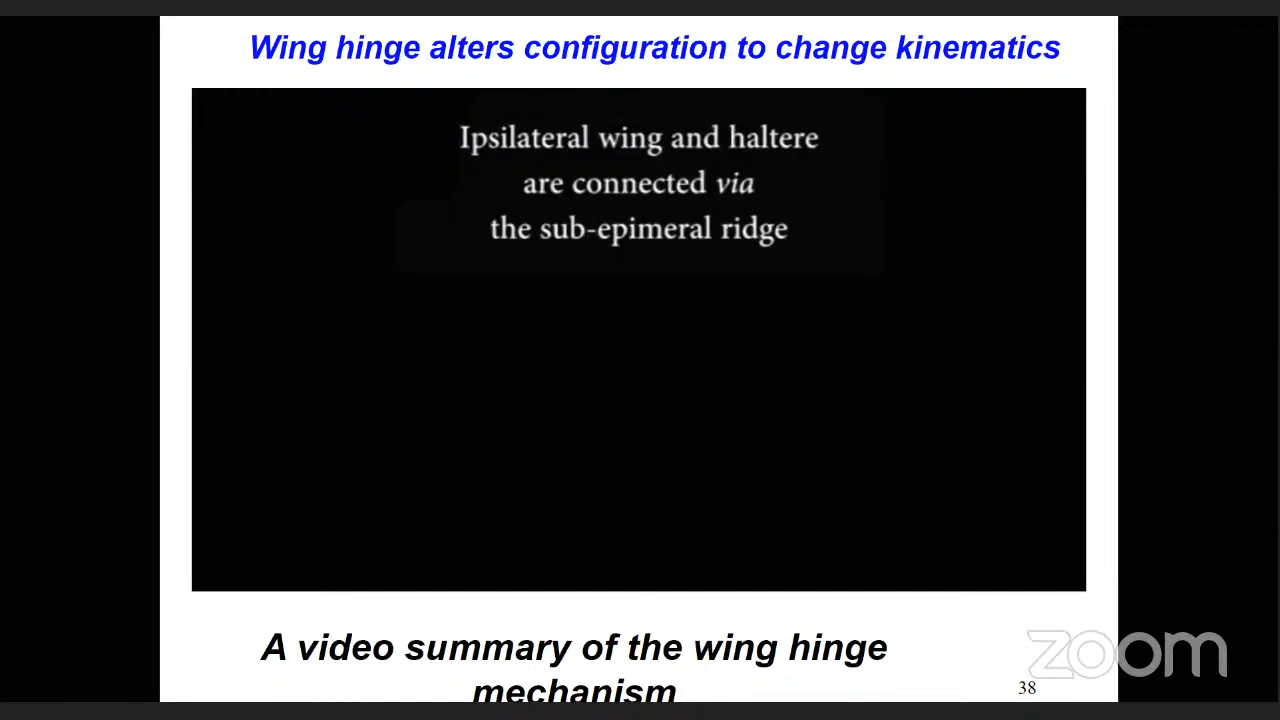 Wing hinge alters configuration to change kinematics
Ipsilateral wing and haltere
are connected via
the sub-epimeral ridge
A video summary of the wing hinge
mechanism
38
zoom